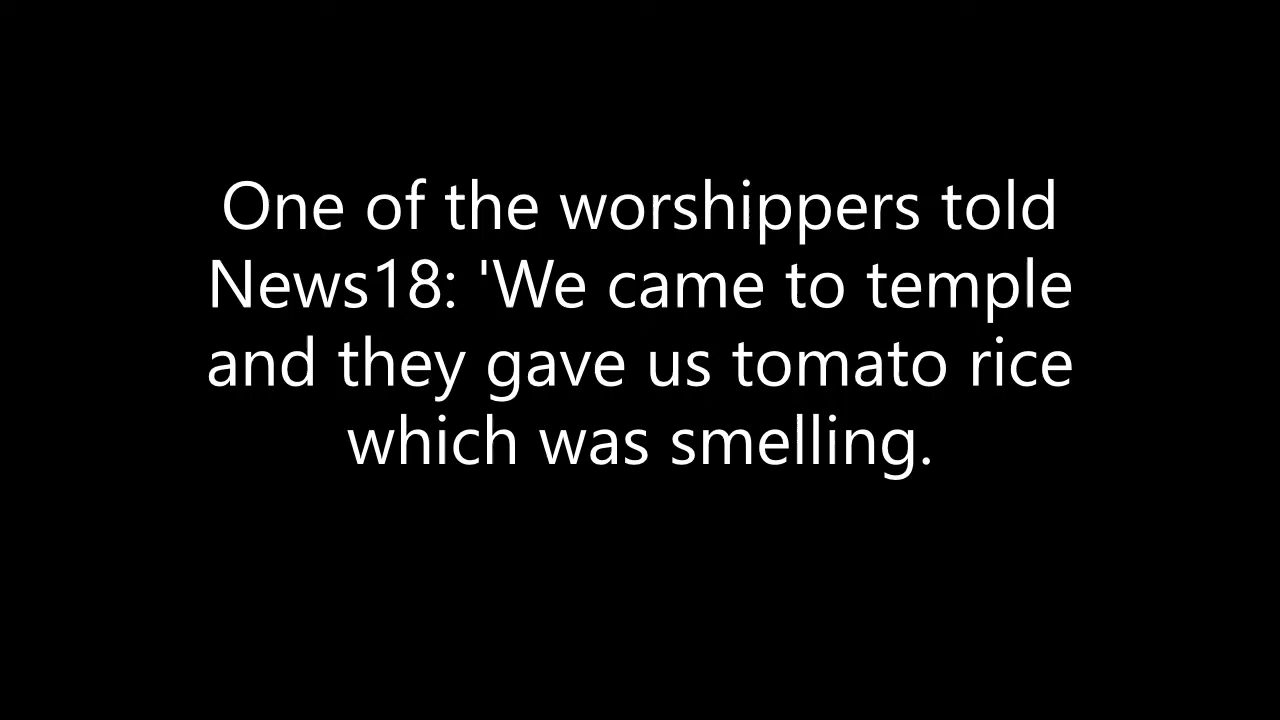 One of the worshippers told
News18: 'We came to temple
and they gave us tomato rice
which was smelling.